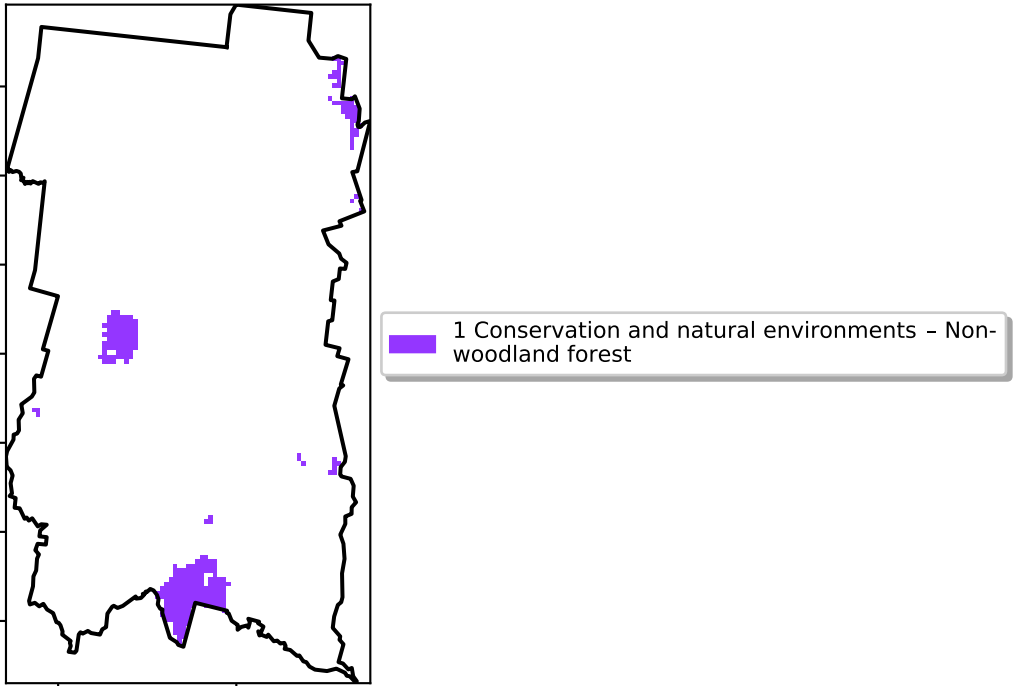 1 Conservation and natural environments – Non-
woodland forest